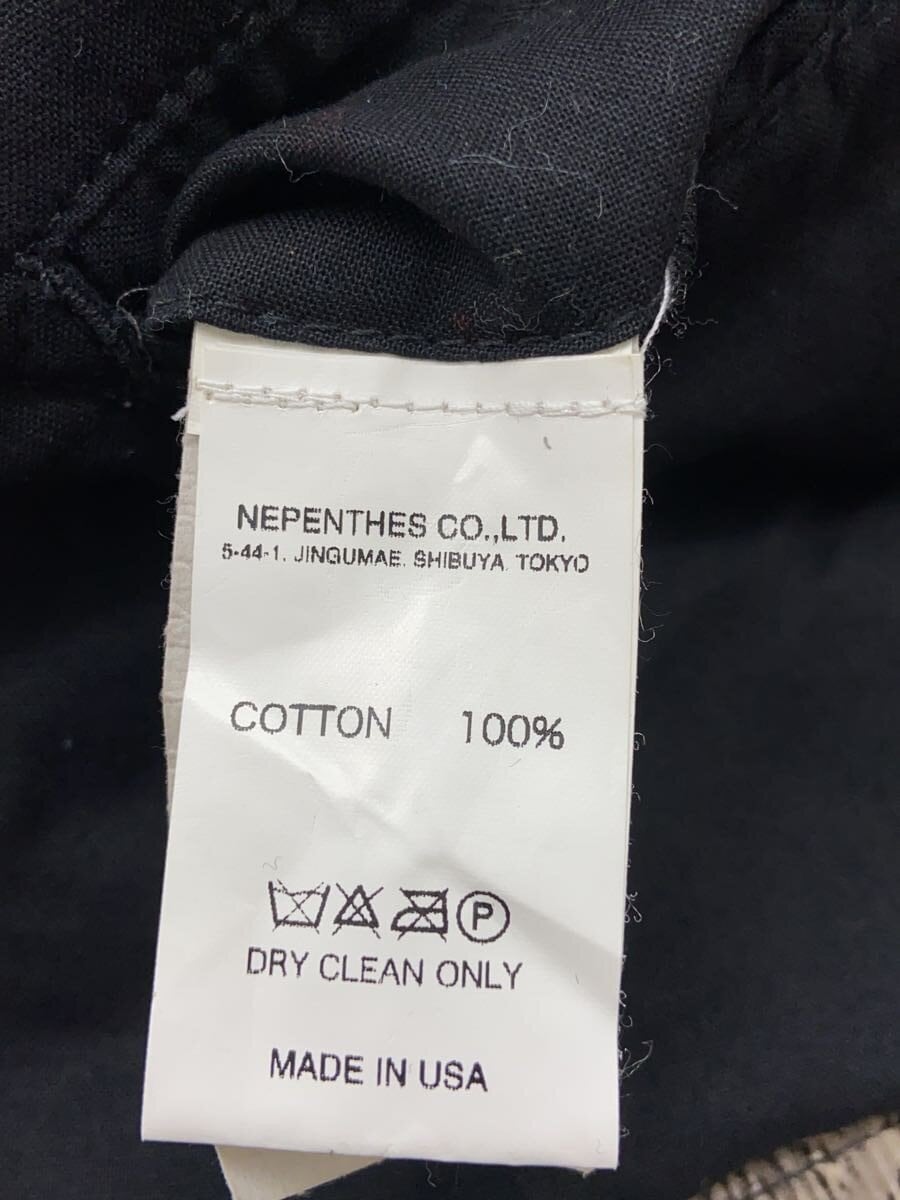 NEPENTHES CO.,LTD.
5-44-1, JINGUMAE, SHIBUYA, TOKYO
COTTON 100%
P
DRY CLEAN ONLY
MADE IN USA